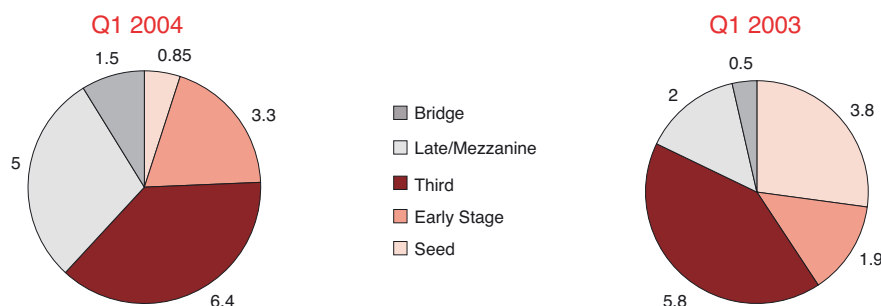 Q1 2004
1.5
0.85
3.3
5
6.4
Bridge
Late/Mezzanine
Third
Early Stage
Seed
Q1 2003
0.5
2
3.8
1.9
5.8